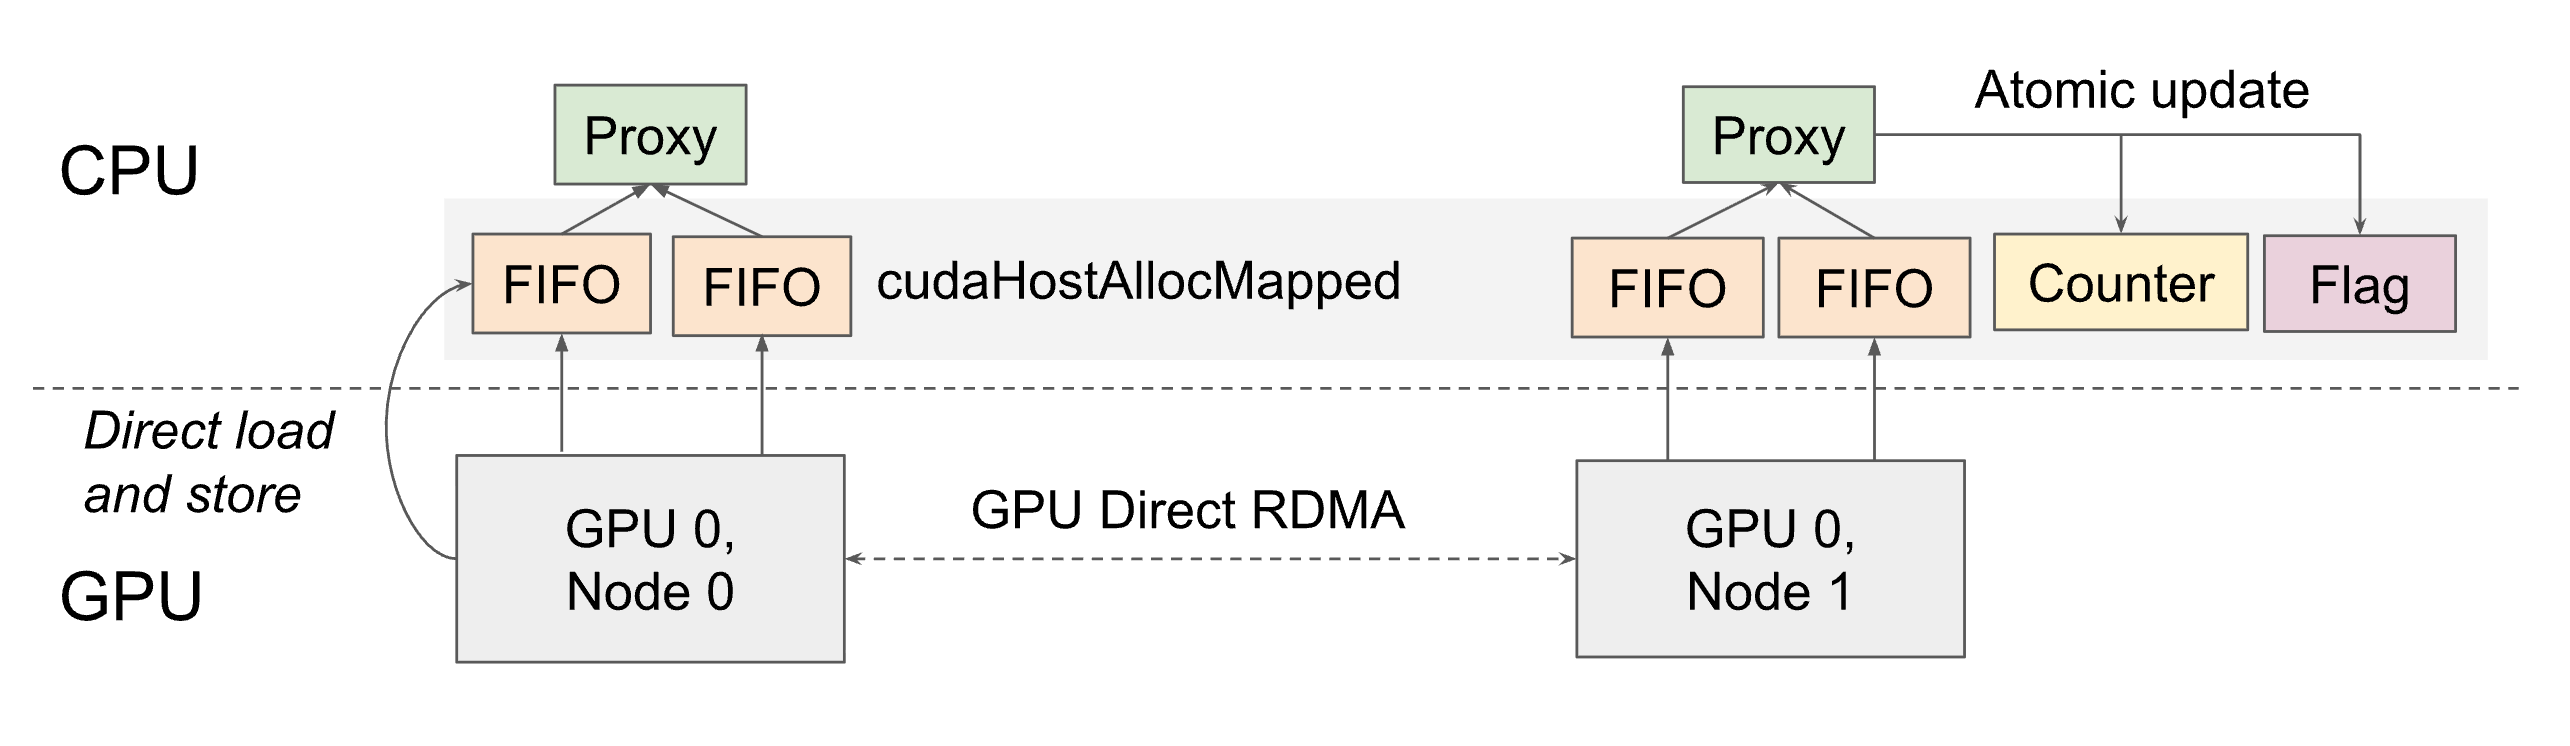 Atomic update
Proxy
Proxy
CPU
FIFO
FIFO
cudaHostAllocMapped
FIFO
FIFO
Counter
Flag
Direct load
and store
GPU Direct RDMA
GPU 0,
Node 0
GPU 0,
Node 1
GPU